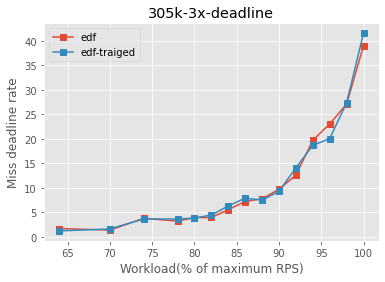 305k-3x-deadline
edf
edf-traiged
Miss deadline rate
40
35
30
25
20
15
10
5
0
65 70 75 80 85 90 95 100
Workload(% of maximum RPS)